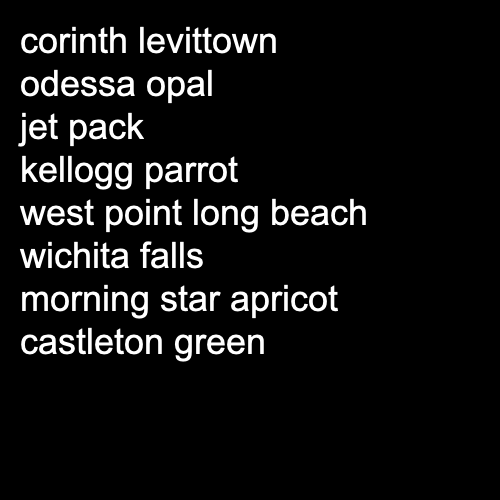 corinth levittown
odessa opal
jet pack
kellogg parrot
west point long beach
wichita falls
morning star apricot
castleton green